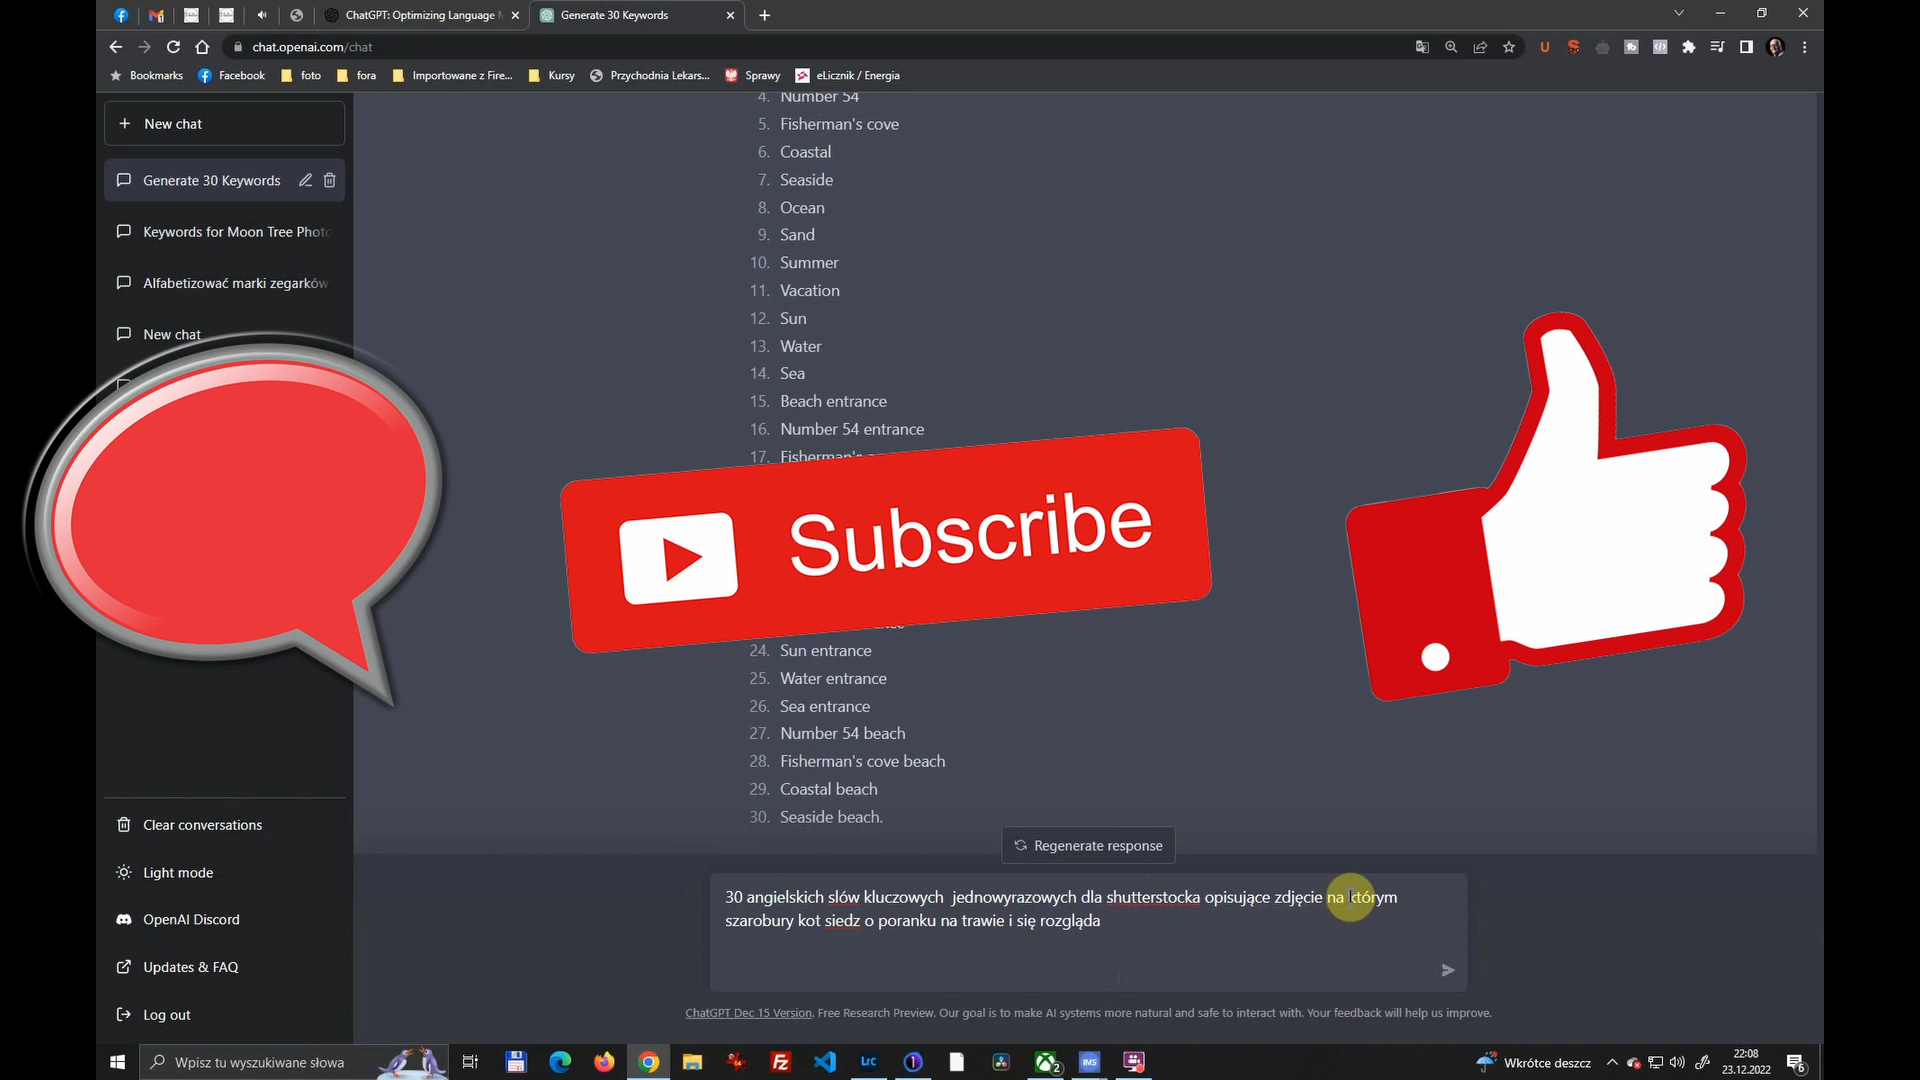 ChatGPT: Optimizing Language
Generate 30 Keywords
chat.openai.com/chat
Bookmarks
Facebook
foto
fora
Importowane z Fire...
Kursy
Przychodnia Lekars...
Sprawy
eLicznik / Energia
New chat
Generate 30 Keywords
Keywords for Moon Tree Photo
Alfabetizować marki zegarków
New chat
Clear conversations
Light mode
OpenAI Discord
Updates & FAQ
Log out
4. Number 54
5. Fisherman's cove
6. Coastal
7. Seaside
8. Ocean
9. Sand
10. Summer
11. Vacation
12. Sun
13. Water
14. Sea
15. Beach entrance
16. Number 54 entrance
17. Fisherman's
Subscribe
24. Sun entrance
25. Water entrance
26. Sea entrance
27. Number 54 beach
28. Fisherman's cove beach
29. Coastal beach
30. Seaside beach.
Regenerate response
30 angielskich slów kluczowych jednowyrazowych dla shutterstocka opisujące zdjęcie na którym
szarobury kot siedz o poranku na trawie i się rozgląda
ChatGPT Dec 15 Version. Free Research Preview. Our goal is to make AI systems more natural and safe to interact with. Your feedback will help us improve.
Wpisz tu wyszukiwane słowa
Lrc
IMS
2
Wkrótce deszcz
22:08
23.12.2022
6